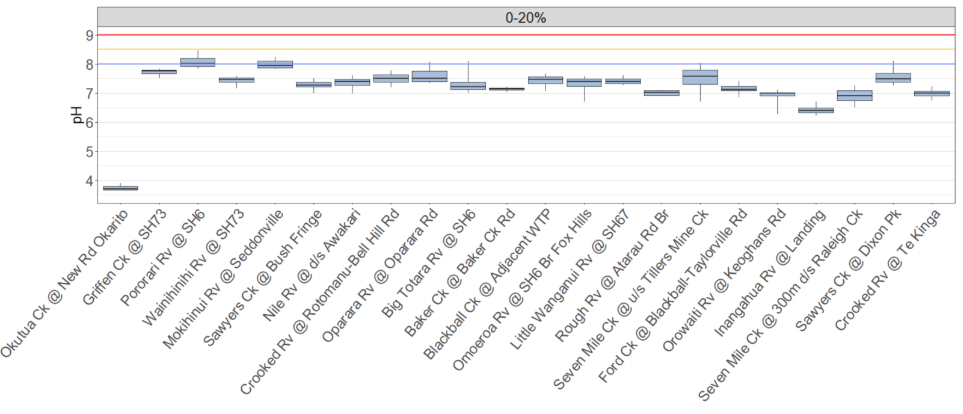 0-20%
9
8
7
6
5
4
pH
Okutua Ck @ New Rd Okarito
Griffen Ck @ SH73
Pororari Rv @ SH6
Wainihinihi Rv @ SH73
Mokihinui Rv @ Seddonville
Sawyers Ck @ Bush Fringe
Nile Rv @ d/s Awakari
Crooked Rv @ Rotomanu-Bell Hill Rd
Oparara Rv @ Oparara Rd
Big Totara Rv @ SH6
Baker Ck @ Baker Ck Rd
Blackball Ck @ Adjacent WTP
Omoeroa Rv @ SH6 Br Fox Hills
Little Wanganui Rv @ SH67
Rough Rv @ Atarau Rd Br
Seven Mile Ck @ u/s Tillers Mine Ck
Ford Ck @ Blackball-Taylorville Rd
Orowaiti Rv @ Keoghans Rd
Inangahua Rv @ Landing
Seven Mile Ck @ 300m d/s Raleigh Ck
Sawyers Ck @ Dixon Pk
Crooked Rv @ Te Kinga